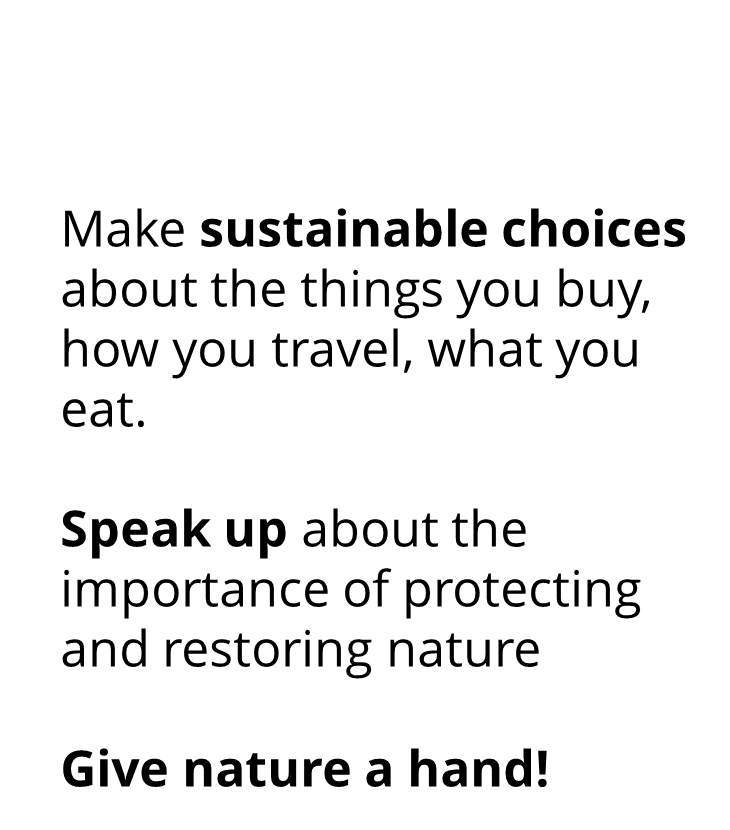 Make sustainable choices
about the things you buy,
how you travel, what you
eat.
Speak up about the
importance of protecting
and restoring nature
Give nature a hand!